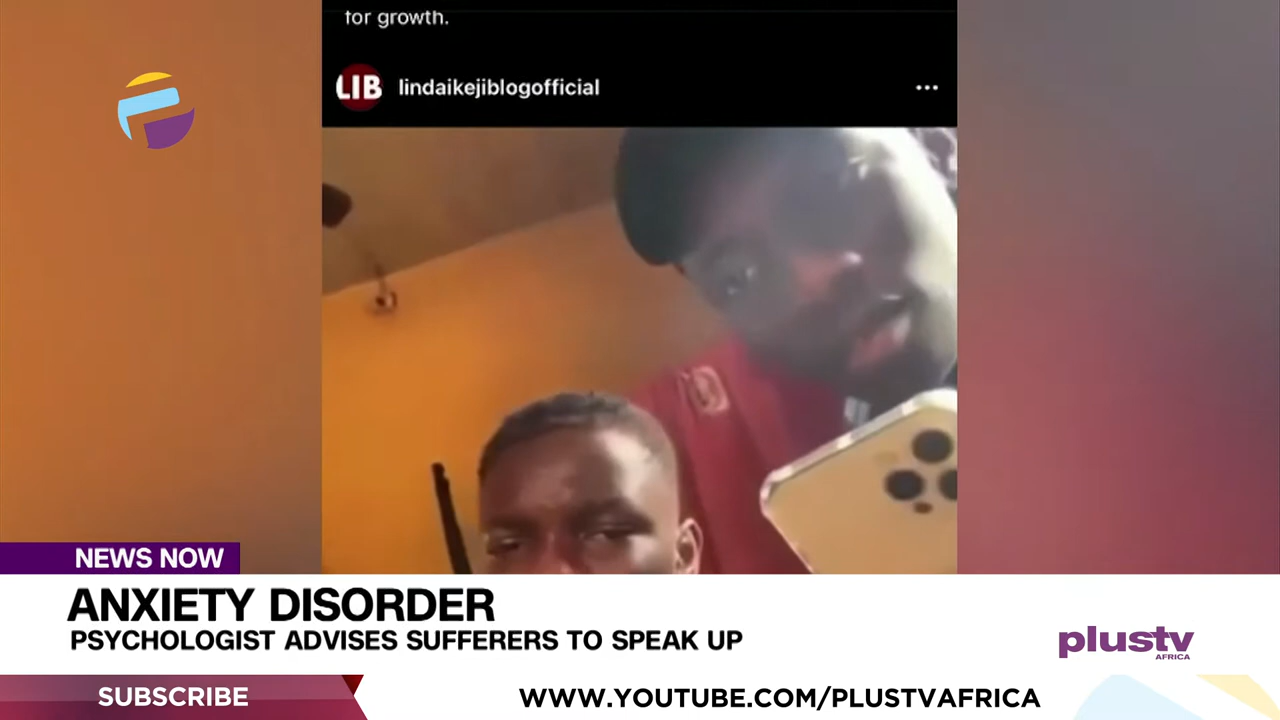 for growth.
LIB lindaikejiblogofficial
NEWS NOW
ANXIETY DISORDER
PSYCHOLOGIST ADVISES SUFFERERS TO SPEAK UP
plustv
AFRICA
SUBSCRIBE
WWW.YOUTUBE.COM/PLUSTVAFRICA